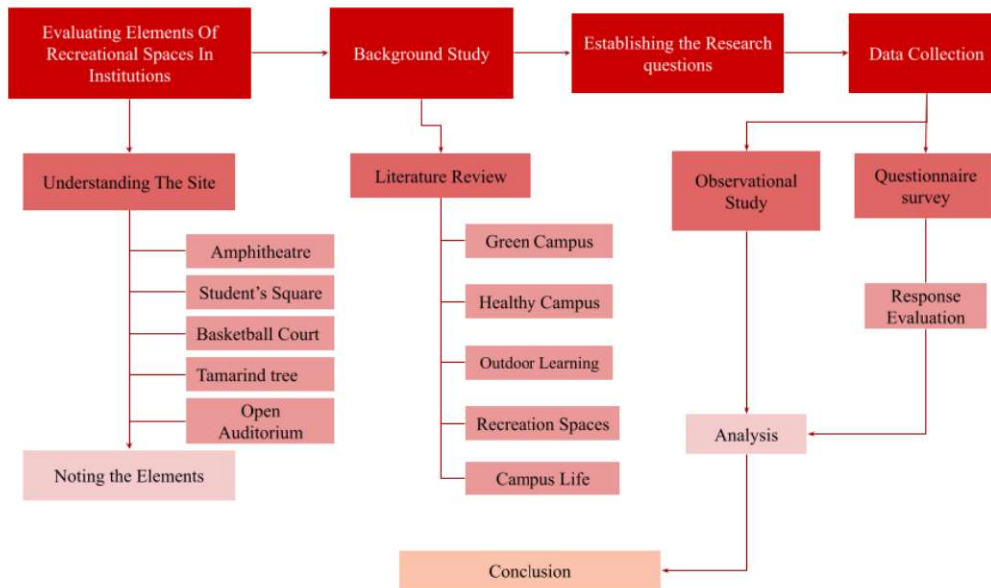 Evaluating Elements Of
Recreational Spaces In
Institutions
Background Study
Establishing the Research
questions
Data Collection
Understanding The Site
Literature Review
Observational
Study
Questionnaire
survey
Amphitheatre
Student's Square
Basketball Court
Tamarind tree
Open
Auditorium
Noting the Elements
Green Campus
Healthy Campus
Outdoor Learning
Recreation Spaces
Campus Life
Response
Evaluation
Analysis
Conclusion